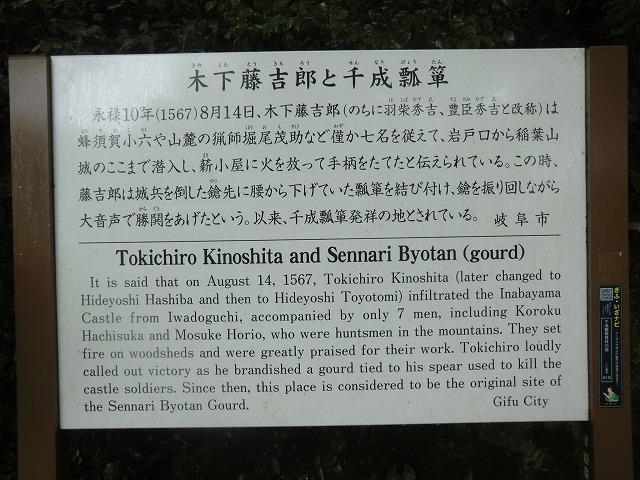 木下藤吉郎と千成瓢箪
永禄10年(1567)8月14日、木下藤吉郎(のちに羽柴秀吉、豊臣秀吉と改称)は
蜂須賀小六や山麓の猟師堀尾茂助など僅か七名を従えて、岩戸口から稲葉山
城のここまで潜入し、薪小屋に火を放って手柄をたてたと伝えられている。この時、
藤吉郎は城兵を倒した鎗先に腰から下げていた瓢箪を結び付け、鎗を振り回しながら
大音声で勝鬨をあげたという。以来、千成瓢箪発祥の地とされている。 岐阜市
Tokichiro Kinoshita and Sennari Byotan (gourd)
It is said that on August 14, 1567, Tokichiro Kinoshita (later changed to
Hideyoshi Hashiba and then to Hideyoshi Toyotomi) infiltrated the Inabayama
Castle from Iwadoguchi, accompanied by only 7 men, including Koroku
Hachisuka and Mosuke Horio, who were huntsmen in the mountains. They set
fire on woodsheds and were greatly praised for their work. Tokichiro loudly
called out victory as he brandished a gourd tied to his spear used to kill the
castle soldiers. Since then, this place is considered to be the original site of
the Sennari Byotan Gourd. Gifu City
ぎふ・いざナビ